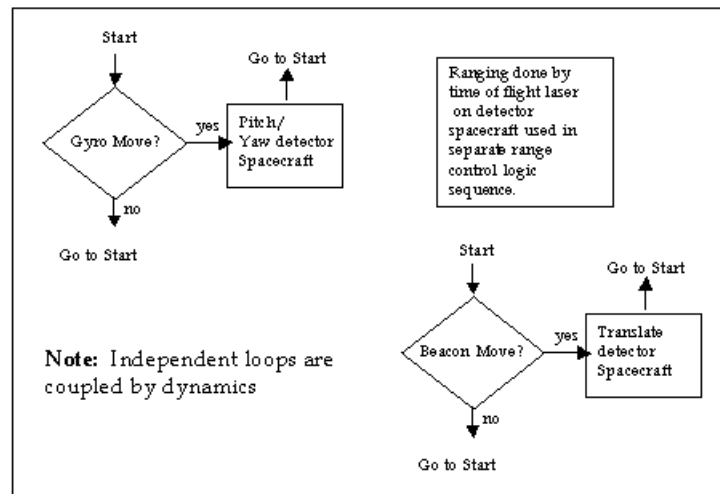 Start
Gyro Move?
yes
Go to Start
Pitch/
Yaw detector
Spacecraft
no
Go to Start
Ranging done by
time of flight laser
on detector
spacecraft used in
separate range
control logic
sequence.
Start
Beacon Move?
yes
Go to Start
Translate
detector
Spacecraft
no
Go to Start
Note: Independent loops are
coupled by dynamics